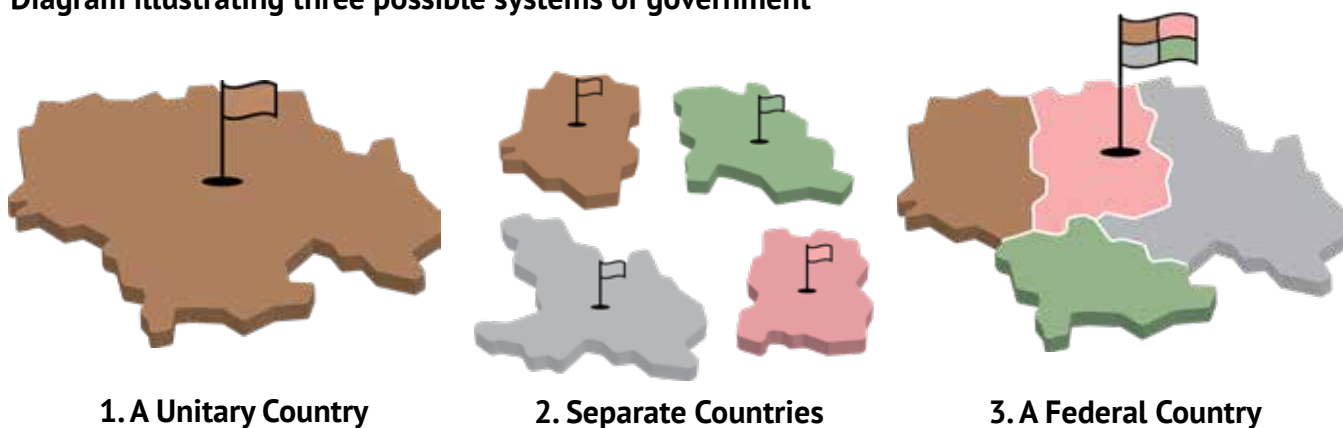 Diagram illustrating three possible systems of government
1. A Unitary Country
2. Separate Countries
3. A Federal Country